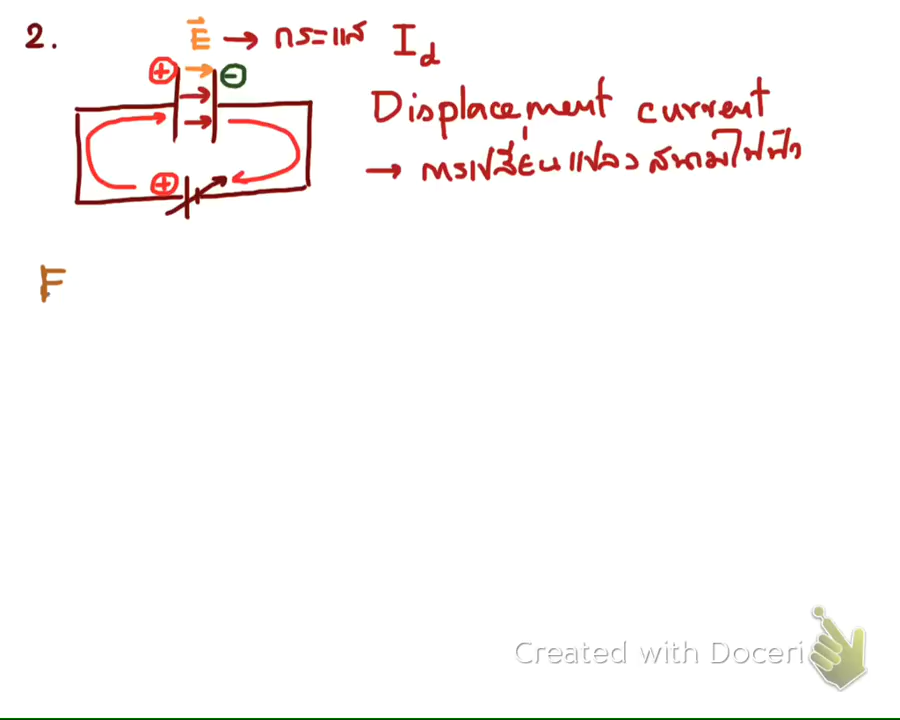 2.
E → กระแส I d
+ −
Displacement current
→ การเปลี่ยนแปลง สนามไฟฟ้า
+
F
Created with Doceri